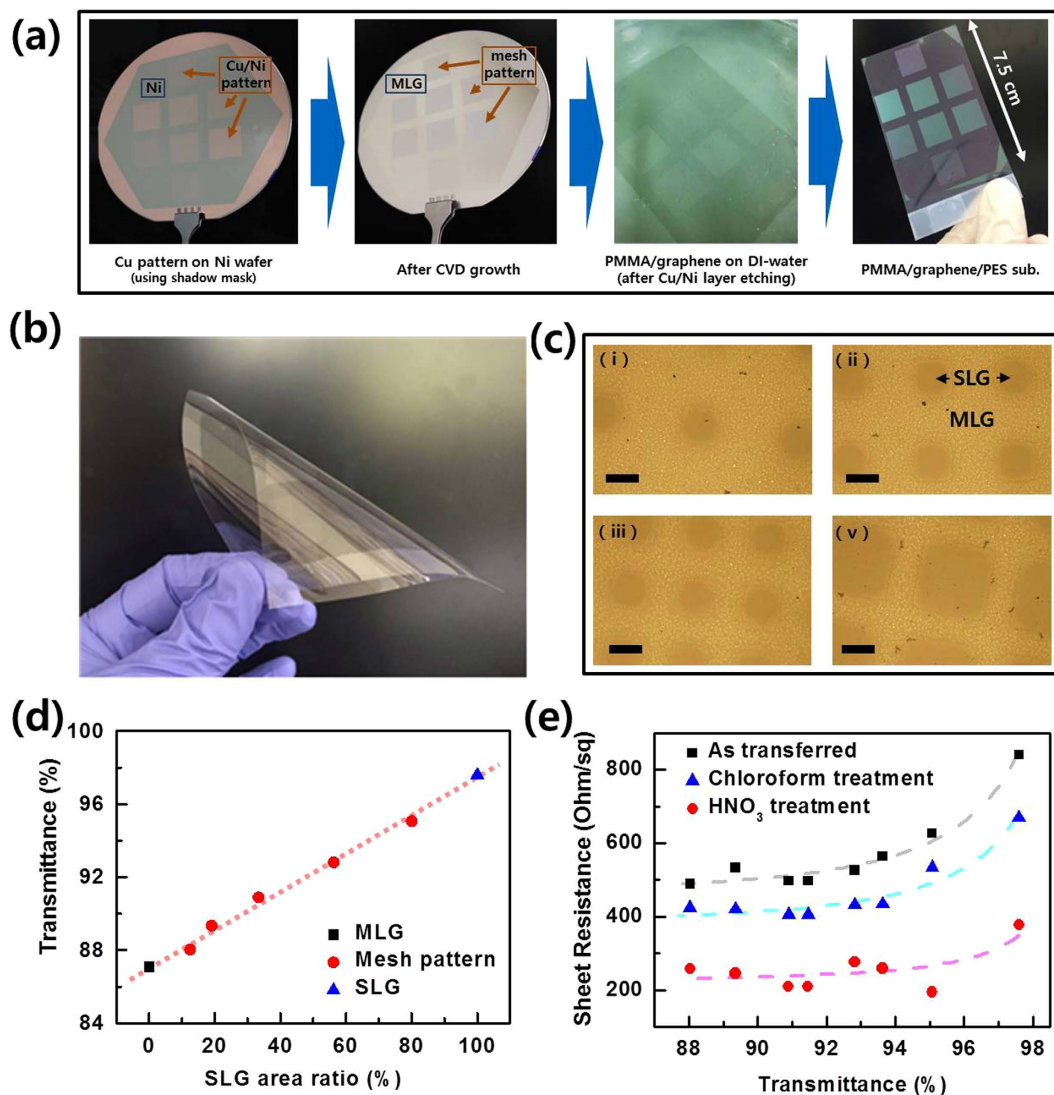 (a)
Ni
Cu/Ni
pattern
MLG
mesh
pattern
7.5 cm
Cu pattern on Ni wafer
(using shadow mask)
After CVD growth
PMMA/graphene on DI-water
(after Cu/Ni layer etching)
PMMA/graphene/PES sub.
(b)
(c)
(i)
(ii)
SLG
MLG
(iii)
(v)
(d)
Transmittance (%)
100
96
92
88
84
MLG
Mesh pattern
SLG
0 20 40 60 80 100
SLG area ratio (%)
(e)
Sheet Resistance (Ohm/sq)
800
600
400
200
As transferred
Chloroform treatment
HNO3 treatment
88 90 92 94 96 98
Transmittance (%)